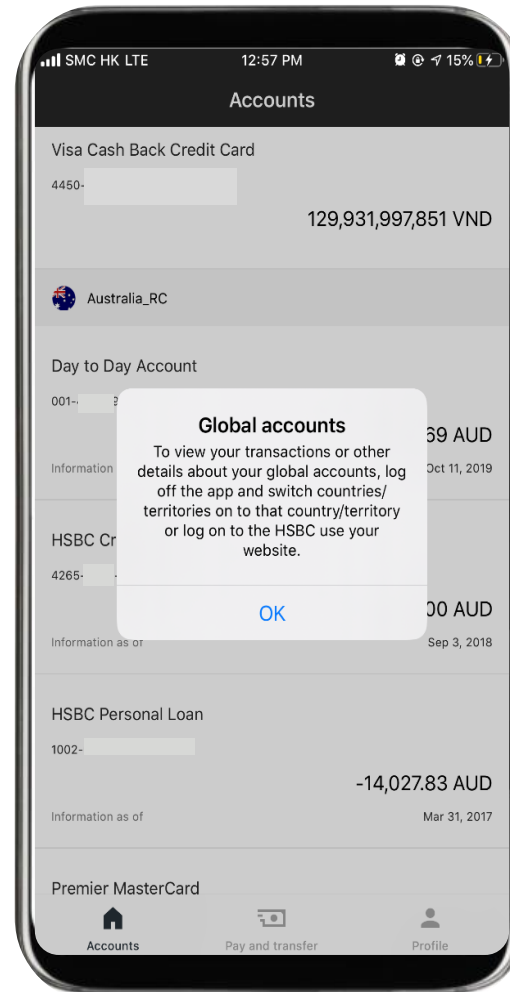 SMC HK LTE 12:57 PM 15%
Accounts
Visa Cash Back Credit Card
4450-
129,931,997,851 VND
Australia_RC
Day to Day Account
001-
69 AUD
Information Oct 11, 2019
Global accounts
To view your transactions or other
details about your global accounts, log
off the app and switch countries/
territories on to that country/territory
or log on to the HSBC use your
website.
OK
HSBC Cr
4265-
00 AUD
Information as of Sep 3, 2018
HSBC Personal Loan
1002-
-14,027.83 AUD
Information as of Mar 31, 2017
Premier MasterCard
Accounts Pay and transfer Profile